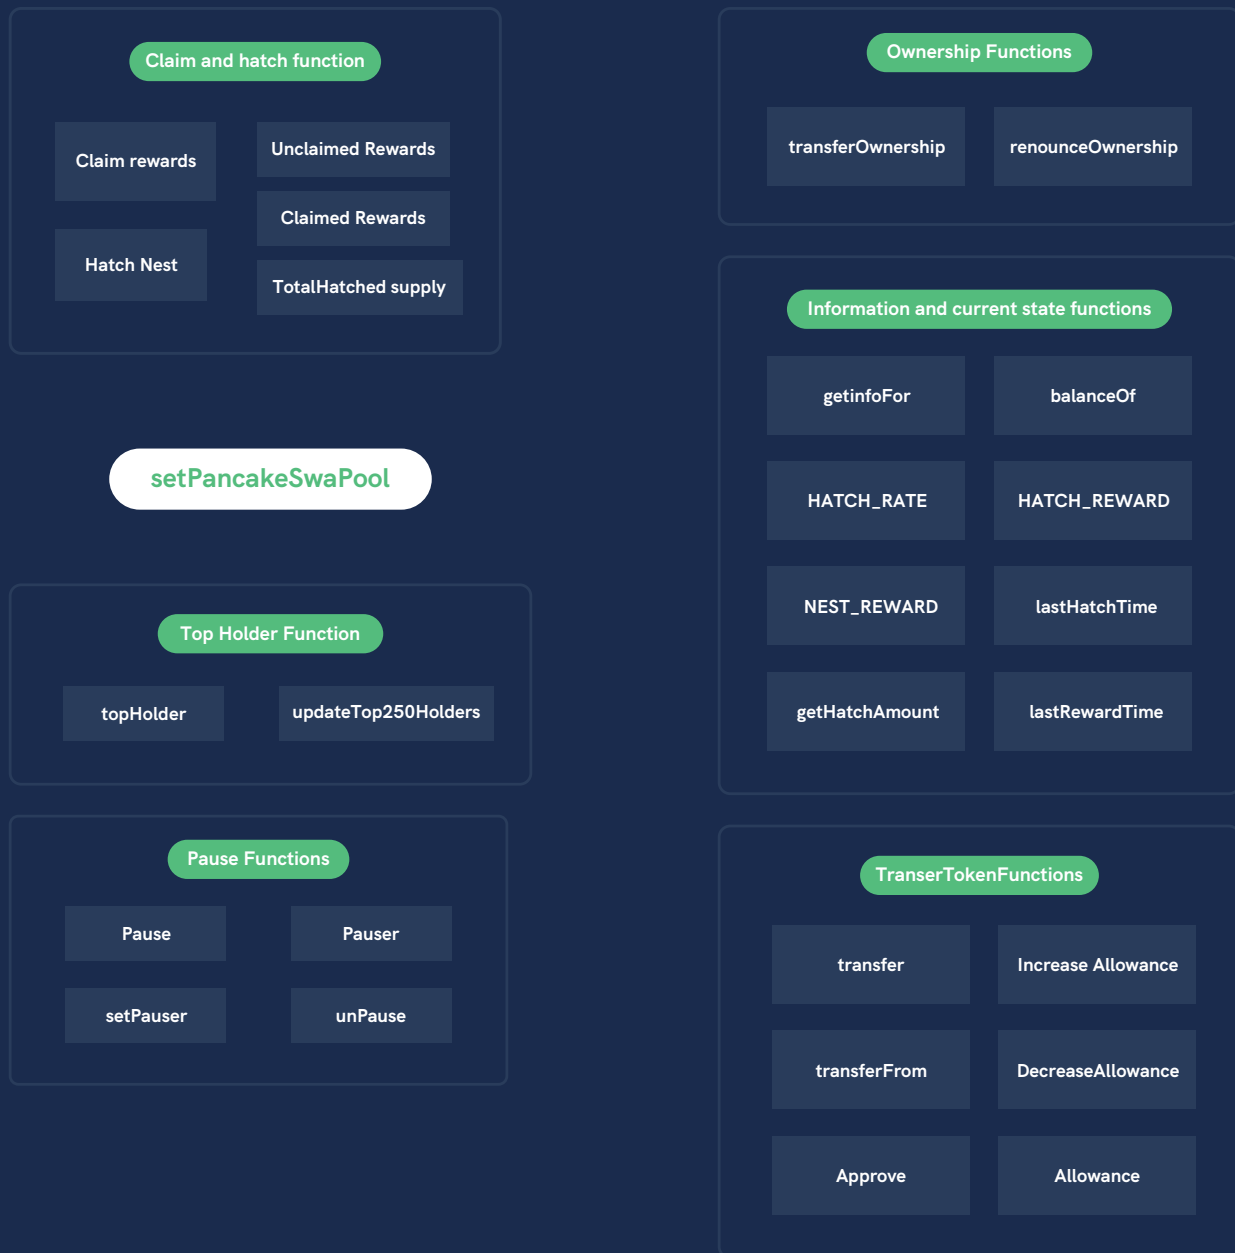 Claim and hatch function
Claim rewards
Unclaimed Rewards
Claimed Rewards
Hatch Nest
TotalHatched supply
setPancakeSwaPool
Top Holder Function
topHolder
updateTop250Holders
Pause Functions
Pause
Pauser
setPauser
unPause
Ownership Functions
transferOwnership
renounceOwnership
Information and current state functions
getinfoFor
balanceOf
HATCH_RATE
HATCH_REWARD
NEST_REWARD
lastHatchTime
getHatchAmount
lastRewardTime
TranserTokenFunctions
transfer
Increase Allowance
transferFrom
DecreaseAllowance
Approve
Allowance